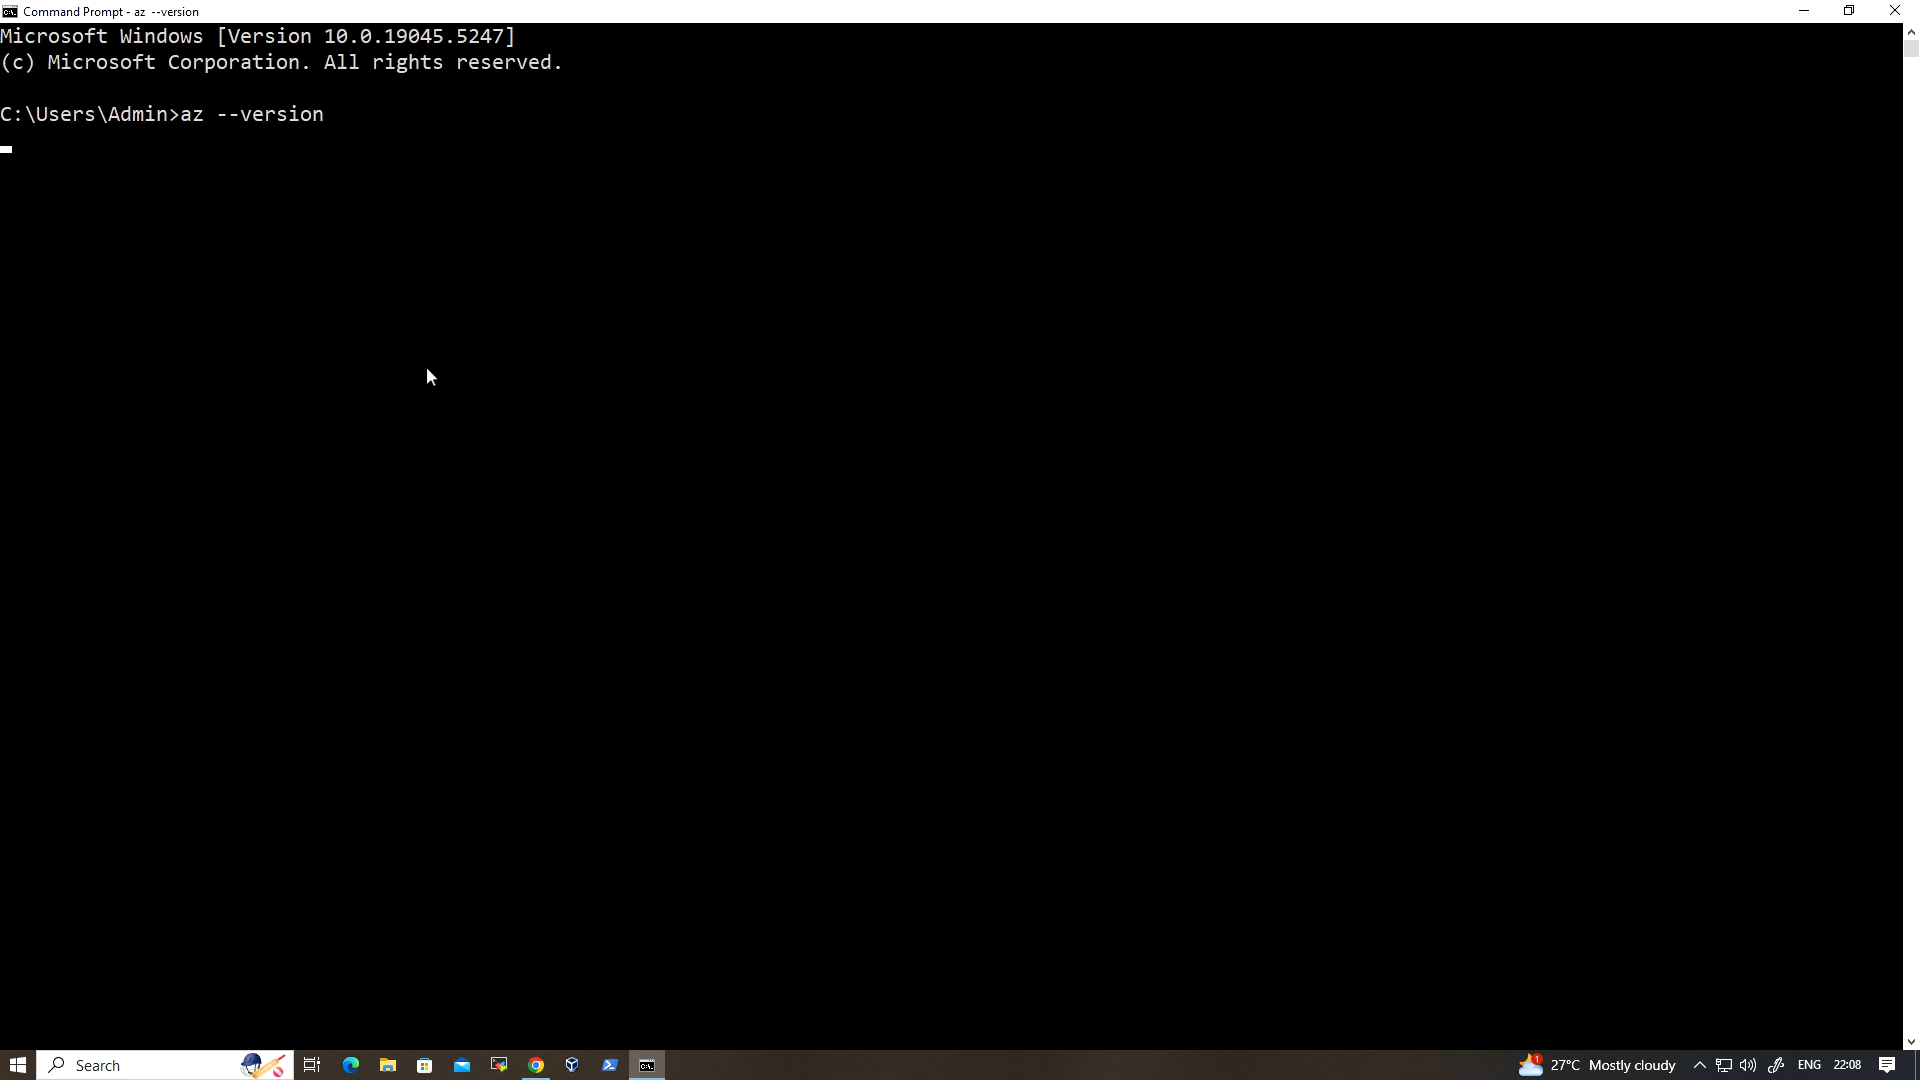 Command Prompt - az  --version
Microsoft Windows [Version 10.0.19045.5247]
(c) Microsoft Corporation. All rights reserved.
C:\Users\Admin>az --version
Search
1
27°C Mostly cloudy
ENG
22:08